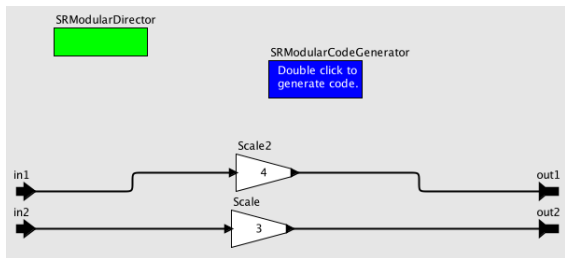 SRModularDirector
SRModularCodeGenerator
Double click to
generate code.
Scale2
4
in1
out1
in2
Scale
3
out2